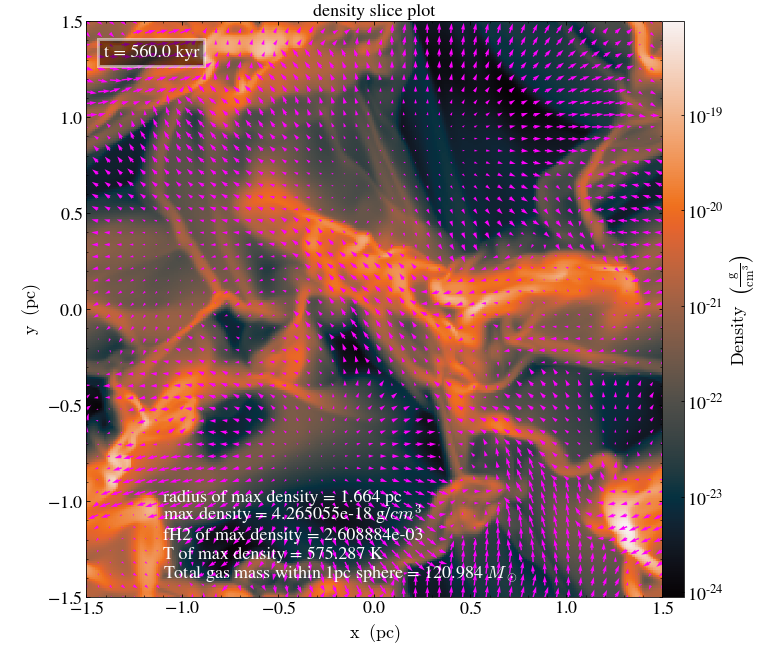 density slice plot
t = 560.0 kyr
1.5
1.0
0.5
0.0
−0.5
−1.0
−1.5
y (pc)
radius of max density = 1.664 pc
max density = 4.265055e-18 g/cm³
fH2 of max density = 2.608884e-03
T of max density = 575.287 K
Total gas mass within 1pc sphere = 120.984 M☉
−1.5 −1.0 −0.5 0.0 0.5 1.0 1.5
x (pc)
10⁻¹⁹
10⁻²⁰
10⁻²¹
10⁻²²
10⁻²³
10⁻²⁴
Density (g/cm³)